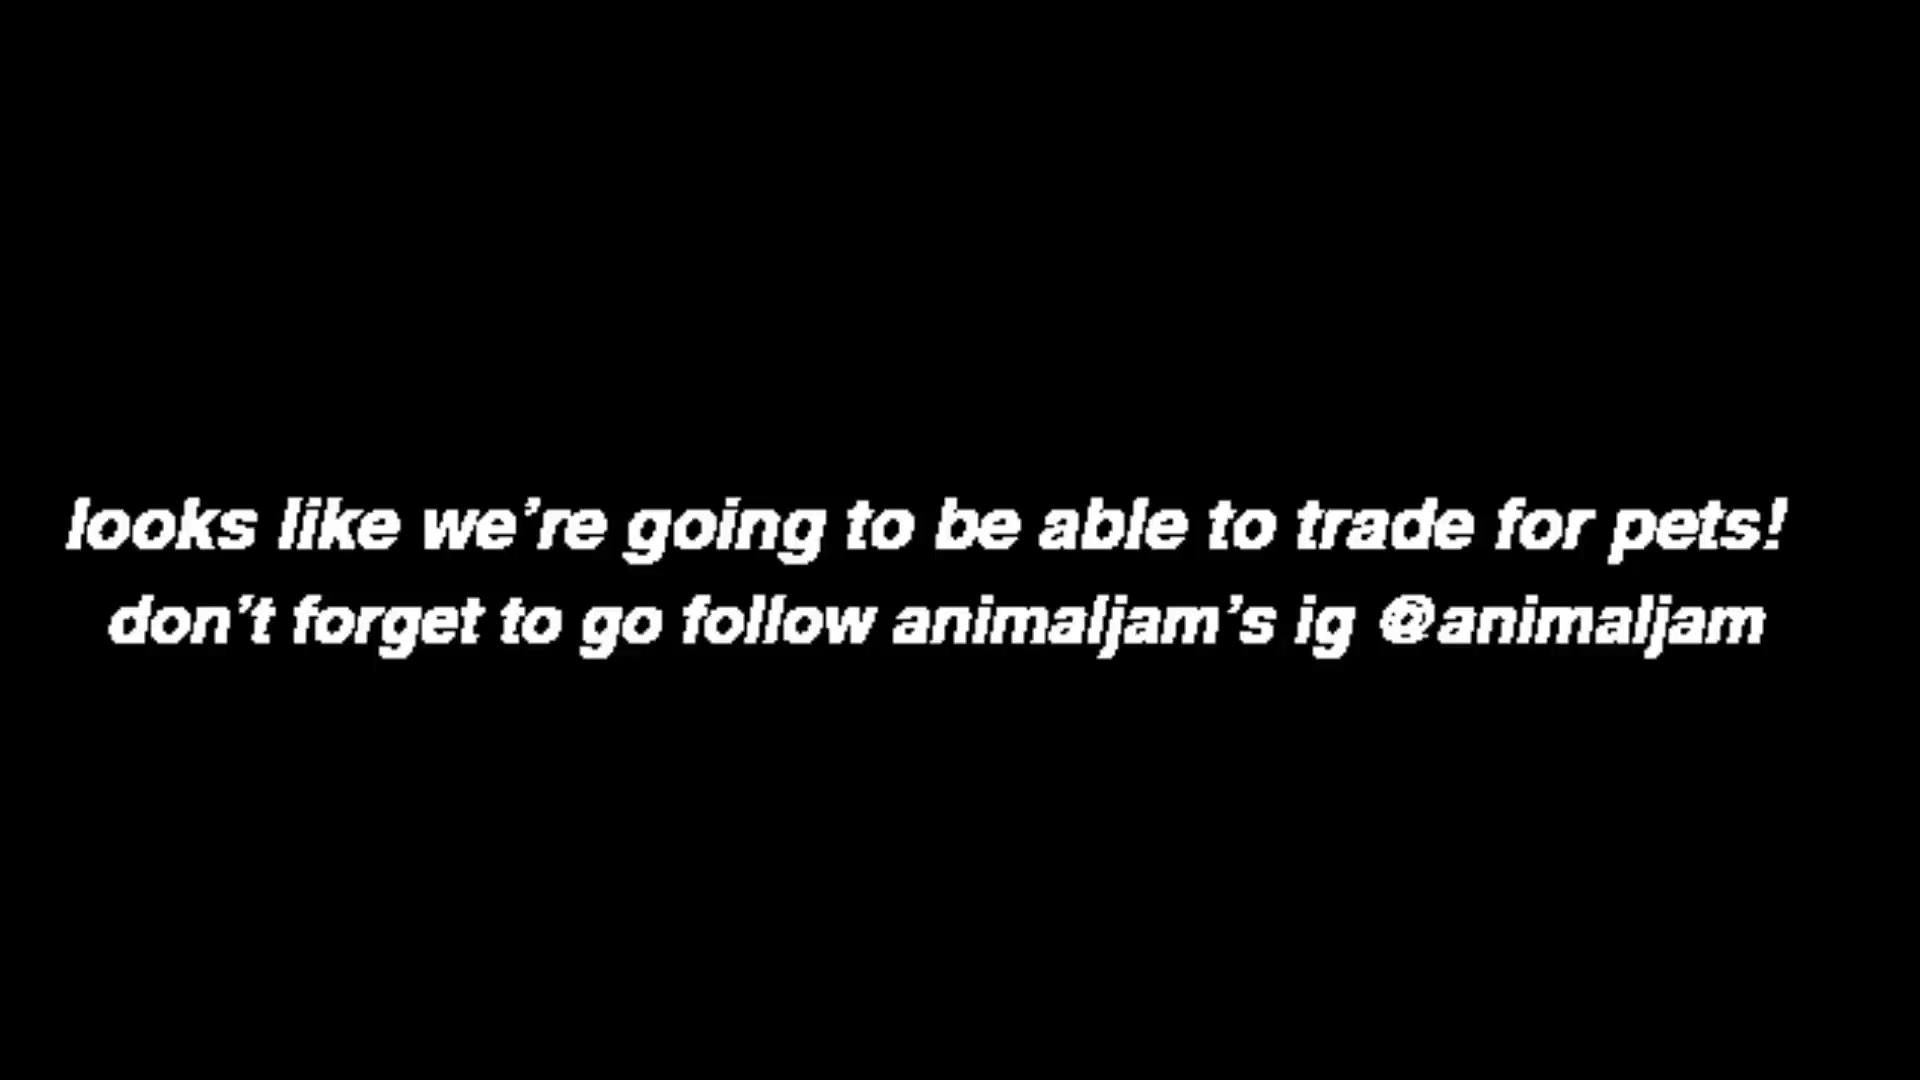 looks like we’re going to be able to trade for pets!
don’t forget to go follow animaljam’s ig @animaljam